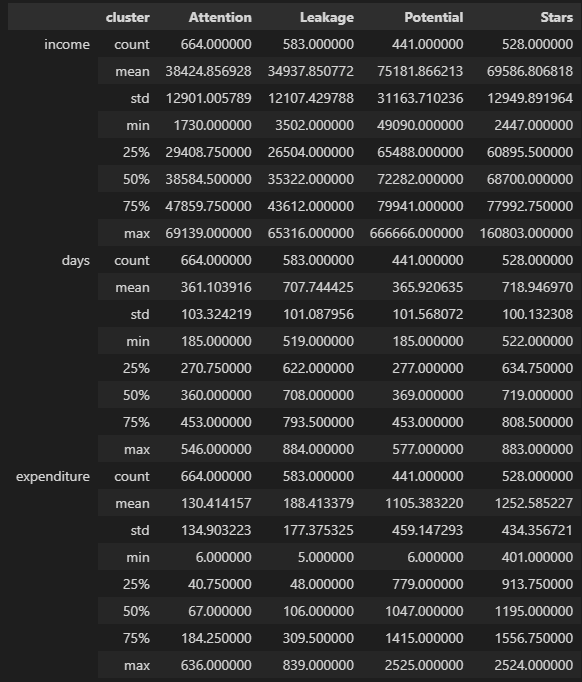 cluster Attention Leakage Potential Stars
income count 664.000000 583.000000 441.000000 528.000000
mean 38424.856928 34937.850772 75181.866213 69586.806818
std 12901.005789 12107.429788 31163.710236 12949.891964
min 1730.000000 3502.000000 49090.000000 2447.000000
25% 29408.750000 26504.000000 65488.000000 60895.500000
50% 38584.500000 35322.000000 72282.000000 68700.000000
75% 47859.750000 43612.000000 79941.000000 77992.750000
max 69139.000000 65316.000000 666666.000000 160803.000000
days count 664.000000 583.000000 441.000000 528.000000
mean 361.103916 707.744425 365.920635 718.946970
std 103.324219 101.087956 101.568072 100.132308
min 185.000000 519.000000 185.000000 522.000000
25% 270.750000 622.000000 277.000000 634.750000
50% 360.000000 708.000000 369.000000 719.000000
75% 453.000000 793.500000 453.000000 808.500000
max 546.000000 884.000000 577.000000 883.000000
expenditure count 664.000000 583.000000 441.000000 528.000000
mean 130.414157 188.413379 1105.383220 1252.585227
std 134.903223 177.375325 459.147293 434.356721
min 6.000000 5.000000 6.000000 401.000000
25% 40.750000 48.000000 779.000000 913.750000
50% 67.000000 106.000000 1047.000000 1195.000000
75% 184.250000 309.500000 1415.000000 1556.750000
max 636.000000 839.000000 2525.000000 2524.000000